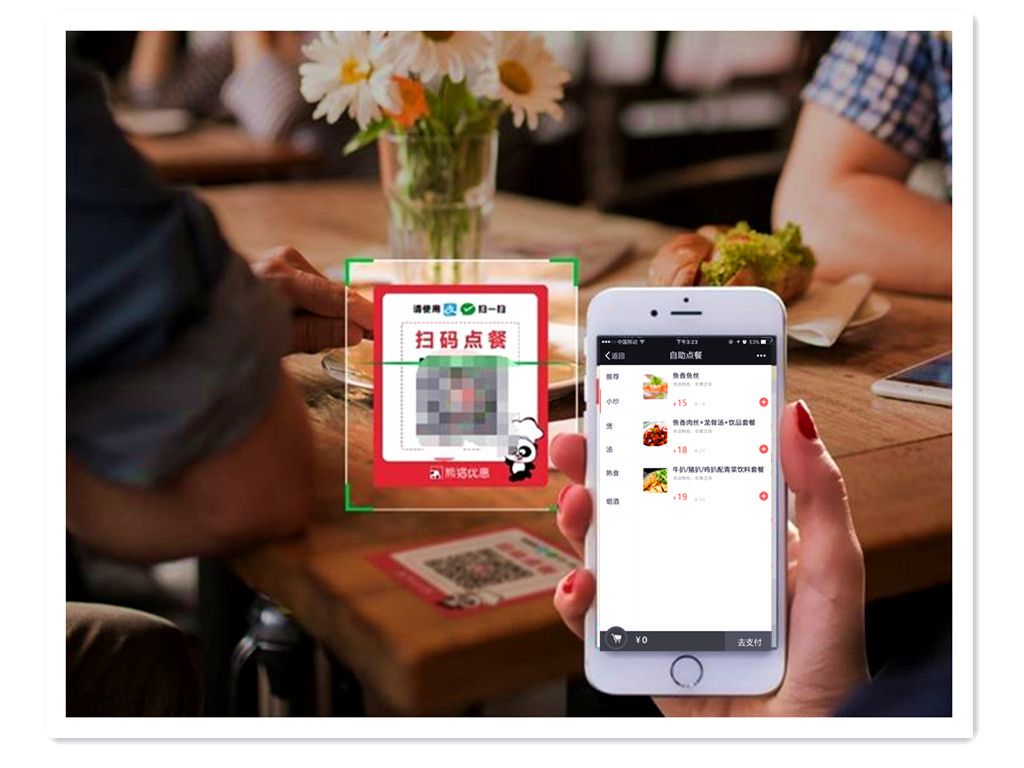 请使用 扫一扫
扫码点餐
熊猫优惠
中国移动 下午3:23 53%
返回 自助点餐
推荐
小炒
煲
汤
熟食
烟酒
鱼香鱼丝
¥15
鱼香肉丝+龙骨汤+饮品套餐
¥18
牛扒/猪扒/鸡扒配青菜饮料套餐
¥19
¥0 去支付